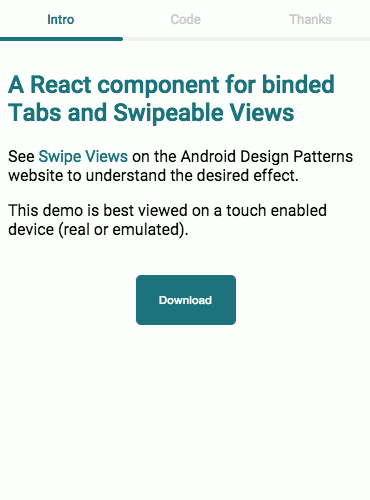 Intro Code Thanks
A React component for binded
Tabs and Swipeable Views
See Swipe Views on the Android Design Patterns
website to understand the desired effect.
This demo is best viewed on a touch enabled
device (real or emulated).
Download